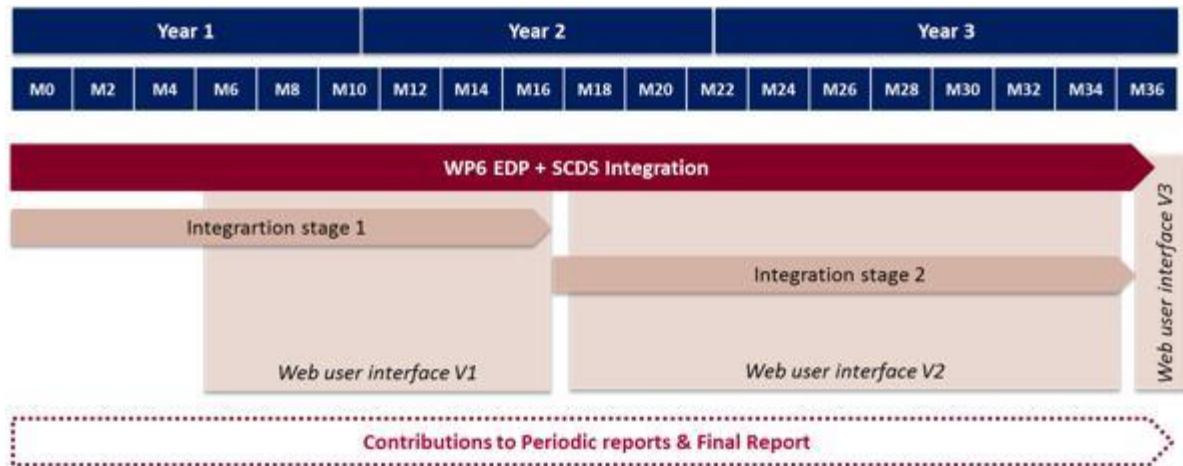 Year 1 Year 2 Year 3
M0 M2 M4 M6 M8 M10 M12 M14 M16 M18 M20 M22 M24 M26 M28 M30 M32 M34 M36
WP6 EDP + SCDS Integration
Integrartion stage 1
Integration stage 2
Web user interface V1
Web user interface V2
Web user interface V3
Contributions to Periodic reports & Final Report